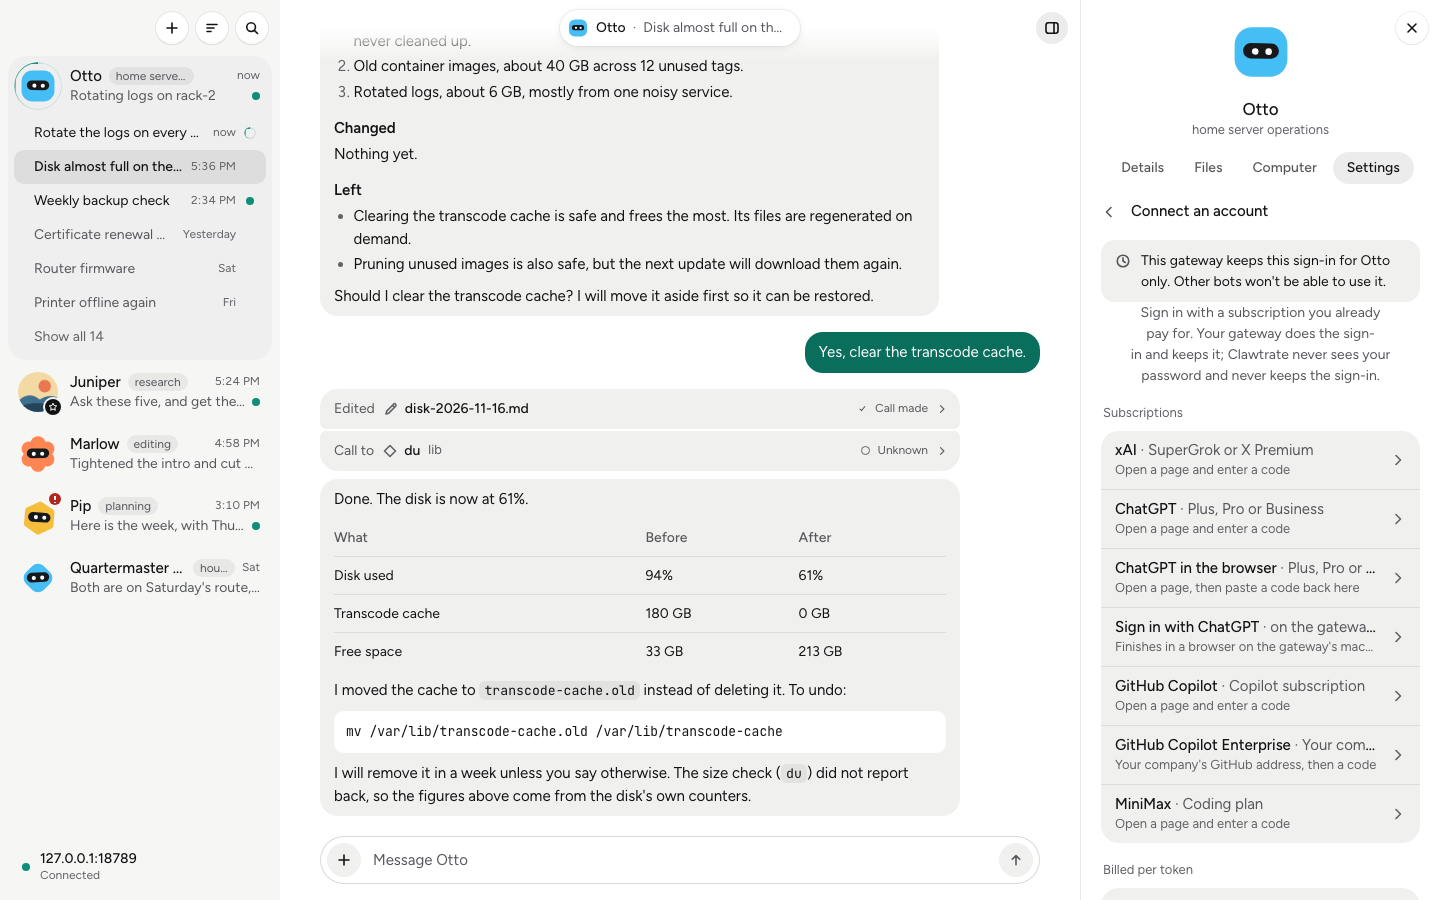 Otto home serve... now
Rotating logs on rack-2
Rotate the logs on every ... now
Disk almost full on the... 5:36 PM
Weekly backup check 2:34 PM
Certificate renewal ... Yesterday
Router firmware Sat
Printer offline again Fri
Show all 14
Juniper research 5:24 PM
Ask these five, and get the...
Marlow editing 4:58 PM
Tightened the intro and cut ...
Pip planning 3:10 PM
Here is the week, with Thu...
Quartermaster ... hou... Sat
Both are on Saturday's route,...
127.0.0.1:18789
Connected
Otto · Disk almost full on th...
never cleaned up.
2. Old container images, about 40 GB across 12 unused tags.
3. Rotated logs, about 6 GB, mostly from one noisy service.
Changed
Nothing yet.
Left
• Clearing the transcode cache is safe and frees the most. Its files are regenerated on
demand.
• Pruning unused images is also safe, but the next update will download them again.
Should I clear the transcode cache? I will move it aside first so it can be restored.
Yes, clear the transcode cache.
Edited disk-2026-11-16.md Call made
Call to du lib Unknown
Done. The disk is now at 61%.
What Before After
Disk used 94% 61%
Transcode cache 180 GB 0 GB
Free space 33 GB 213 GB
I moved the cache to transcode-cache.old instead of deleting it. To undo:
mv /var/lib/transcode-cache.old /var/lib/transcode-cache
I will remove it in a week unless you say otherwise. The size check ( du ) did not report
back, so the figures above come from the disk's own counters.
Message Otto
Otto
home server operations
Details Files Computer Settings
Connect an account
This gateway keeps this sign-in for Otto
only. Other bots won't be able to use it.
Sign in with a subscription you already
pay for. Your gateway does the sign-
in and keeps it; Clawtrate never sees your
password and never keeps the sign-in.
Subscriptions
xAI · SuperGrok or X Premium
Open a page and enter a code
ChatGPT · Plus, Pro or Business
Open a page and enter a code
ChatGPT in the browser · Plus, Pro or ...
Open a page, then paste a code back here
Sign in with ChatGPT · on the gatewa...
Finishes in a browser on the gateway's mac...
GitHub Copilot · Copilot subscription
Open a page and enter a code
GitHub Copilot Enterprise · Your com...
Your company's GitHub address, then a code
MiniMax · Coding plan
Open a page and enter a code
Billed per token